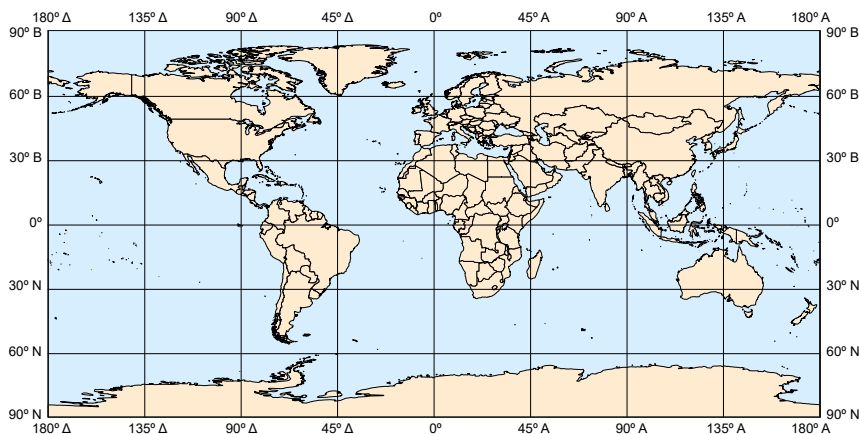 180º Δ 135º Δ 90º Δ 45º Δ 0º 45º Α 90º Α 135º Α 180º Α
90º Β 90º Β
60º Β 60º Β
30º Β 30º Β
0º 0º
30º Ν 30º Ν
60º Ν 60º Ν
90º Ν 90º Ν
180º Δ 135º Δ 90º Δ 45º Δ 0º 45º Α 90º Α 135º Α 180º Α